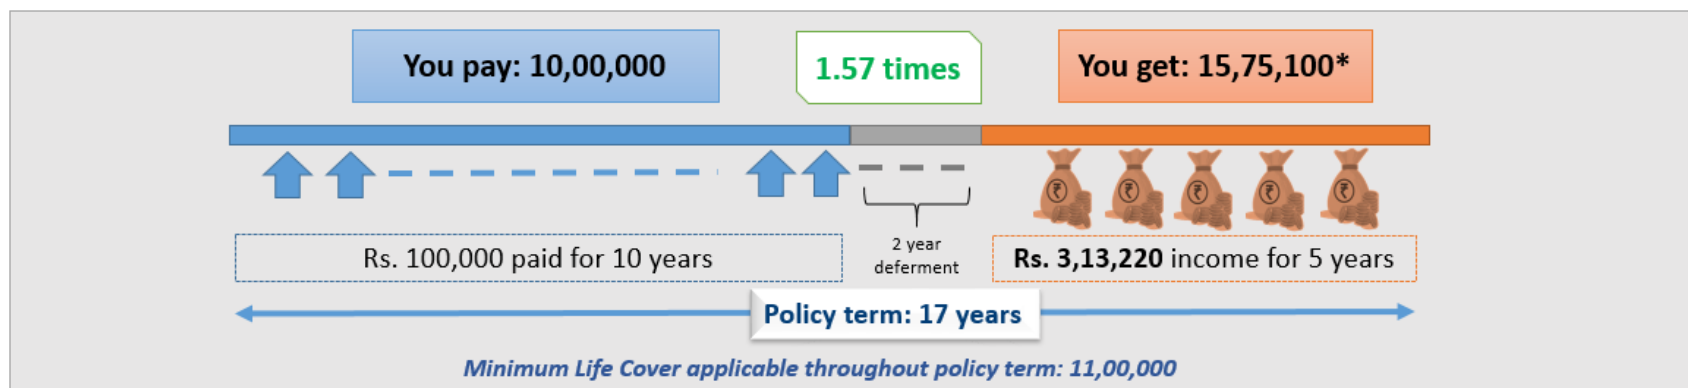 You pay: 10,00,000
1.57 times
You get: 15,75,100*
Rs. 100,000 paid for 10 years
2 year
deferment
Rs. 3,13,220 income for 5 years
Policy term: 17 years
Minimum Life Cover applicable throughout policy term: 11,00,000